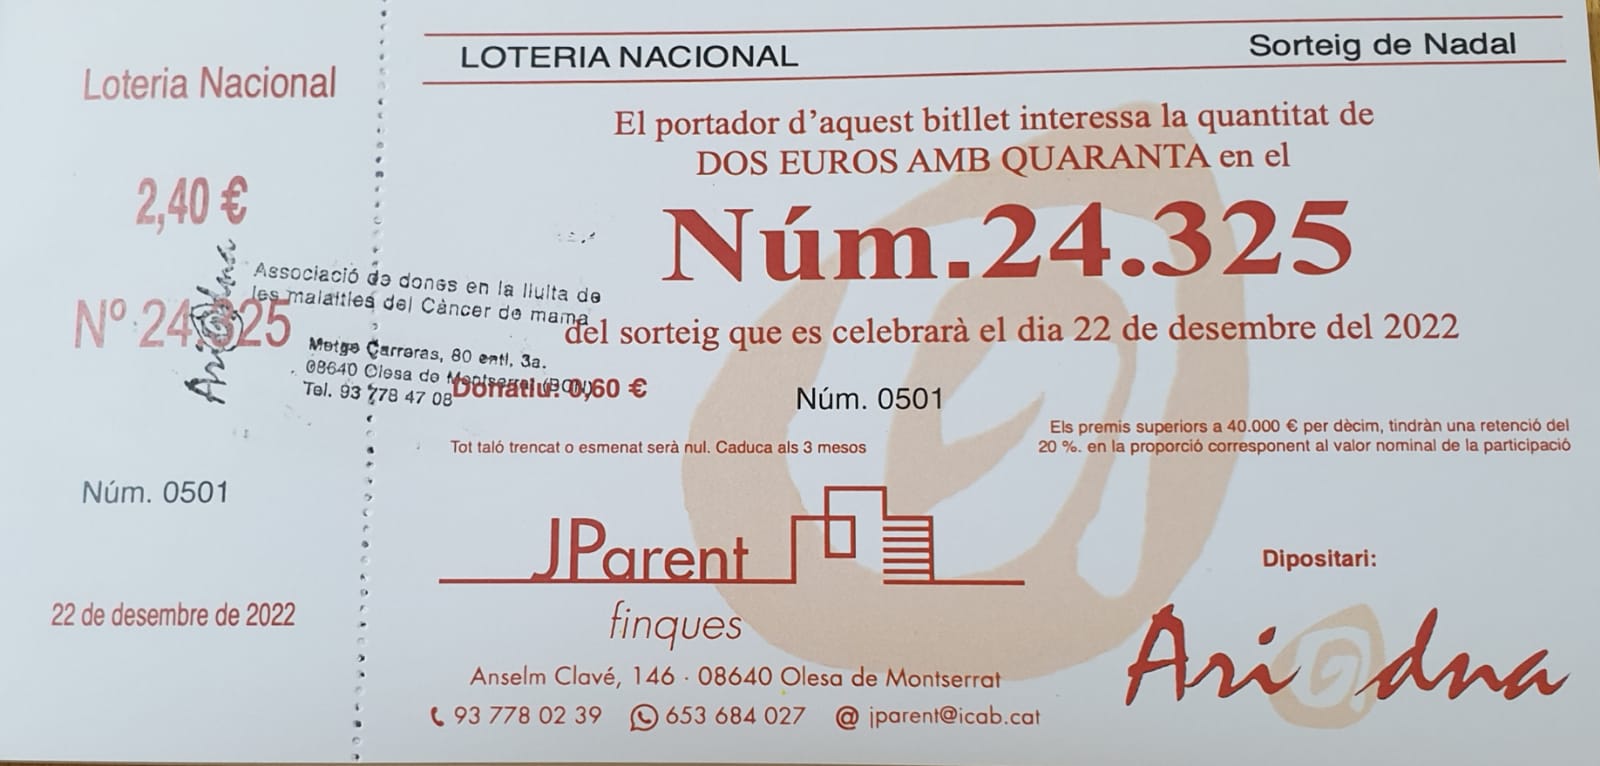 Loteria Nacional
2,40 €
Nº 24.325
Núm. 0501
22 de desembre de 2022
Ariadna
Associació de dones en la lluita de
les malalties del Càncer de mama
Metge Carreras, 80 entl. 3a.
08640 Olesa de Montserrat (BCN)
Tel. 93 778 47 08
LOTERIA NACIONAL
Sorteig de Nadal
El portador d'aquest bitllet interessa la quantitat de
DOS EUROS AMB QUARANTA en el
Núm.24.325
del sorteig que es celebrarà el dia 22 de desembre del 2022
Donatiu: 0,60 €
Núm. 0501
Tot taló trencat o esmenat serà nul. Caduca als 3 mesos
Els premis superiors a 40.000 € per dècim, tindràn una retenció del
20 %. en la proporció corresponent al valor nominal de la participació
JParent
finques
Anselm Clavé, 146 · 08640 Olesa de Montserrat
93 778 02 39 653 684 027 @ jparent@icab.cat
Dipositari:
Ariadna